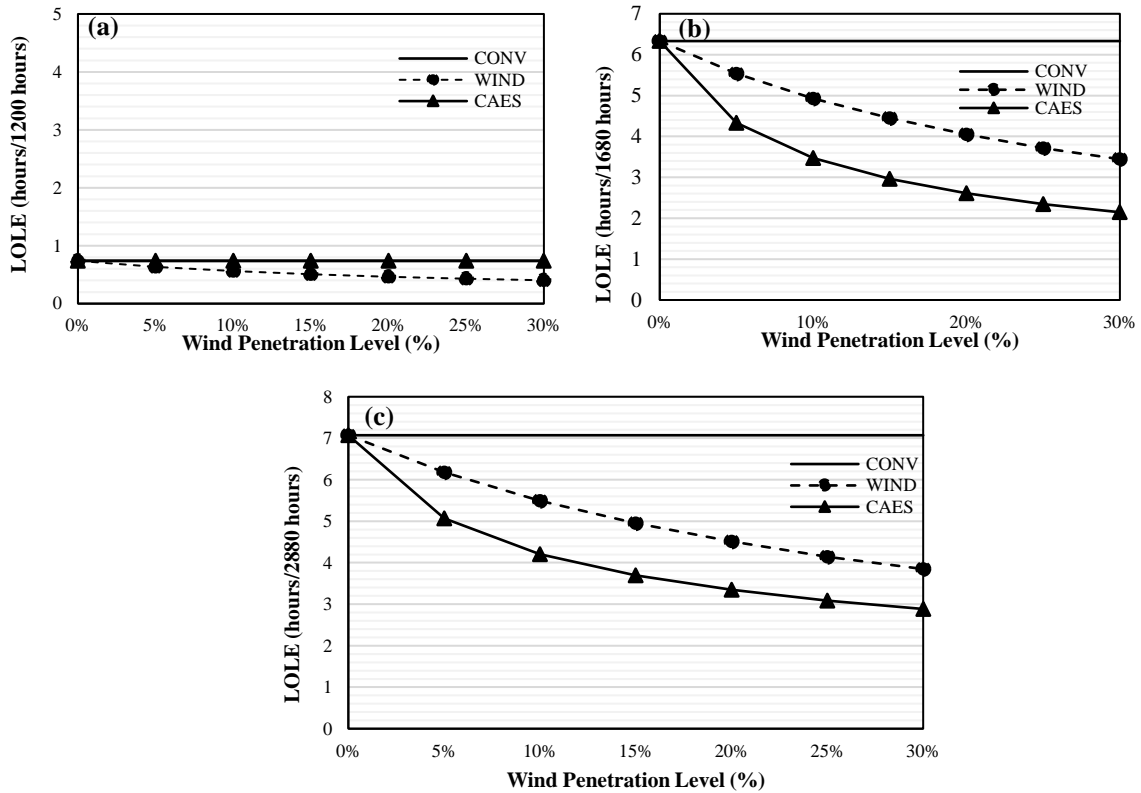 (a)
5
4
3
2
1
0
LOLE (hours/1200 hours)
CONV
WIND
CAES
0% 5% 10% 15% 20% 25% 30%
Wind Penetration Level (%)
(b)
7
6
5
4
3
2
1
0
LOLE (hours/1680 hours)
CONV
WIND
CAES
0% 10% 20% 30%
Wind Penetration Level (%)
(c)
8
7
6
5
4
3
2
1
0
LOLE (hours/2880 hours)
CONV
WIND
CAES
0% 5% 10% 15% 20% 25% 30%
Wind Penetration Level (%)